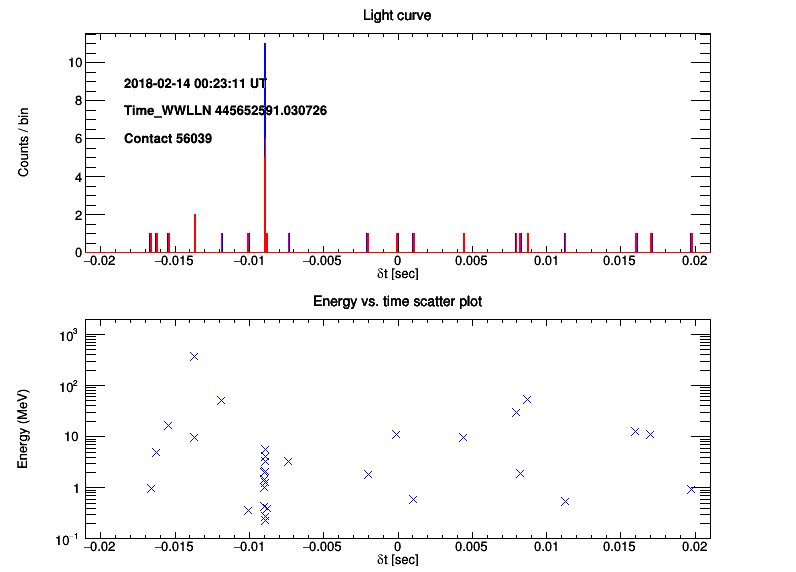 Light curve
Counts / bin
10
8
6
4
2
0
2018-02-14 00:23:11 UT
Time_WWLLN 445652591.030726
Contact 56039
−0.02 −0.015 −0.01 −0.005 0 0.005 0.01 0.015 0.02
δt [sec]
Energy vs. time scatter plot
Energy (MeV)
10³
10²
10
1
10⁻¹
−0.02 −0.015 −0.01 −0.005 0 0.005 0.01 0.015 0.02
δt [sec]